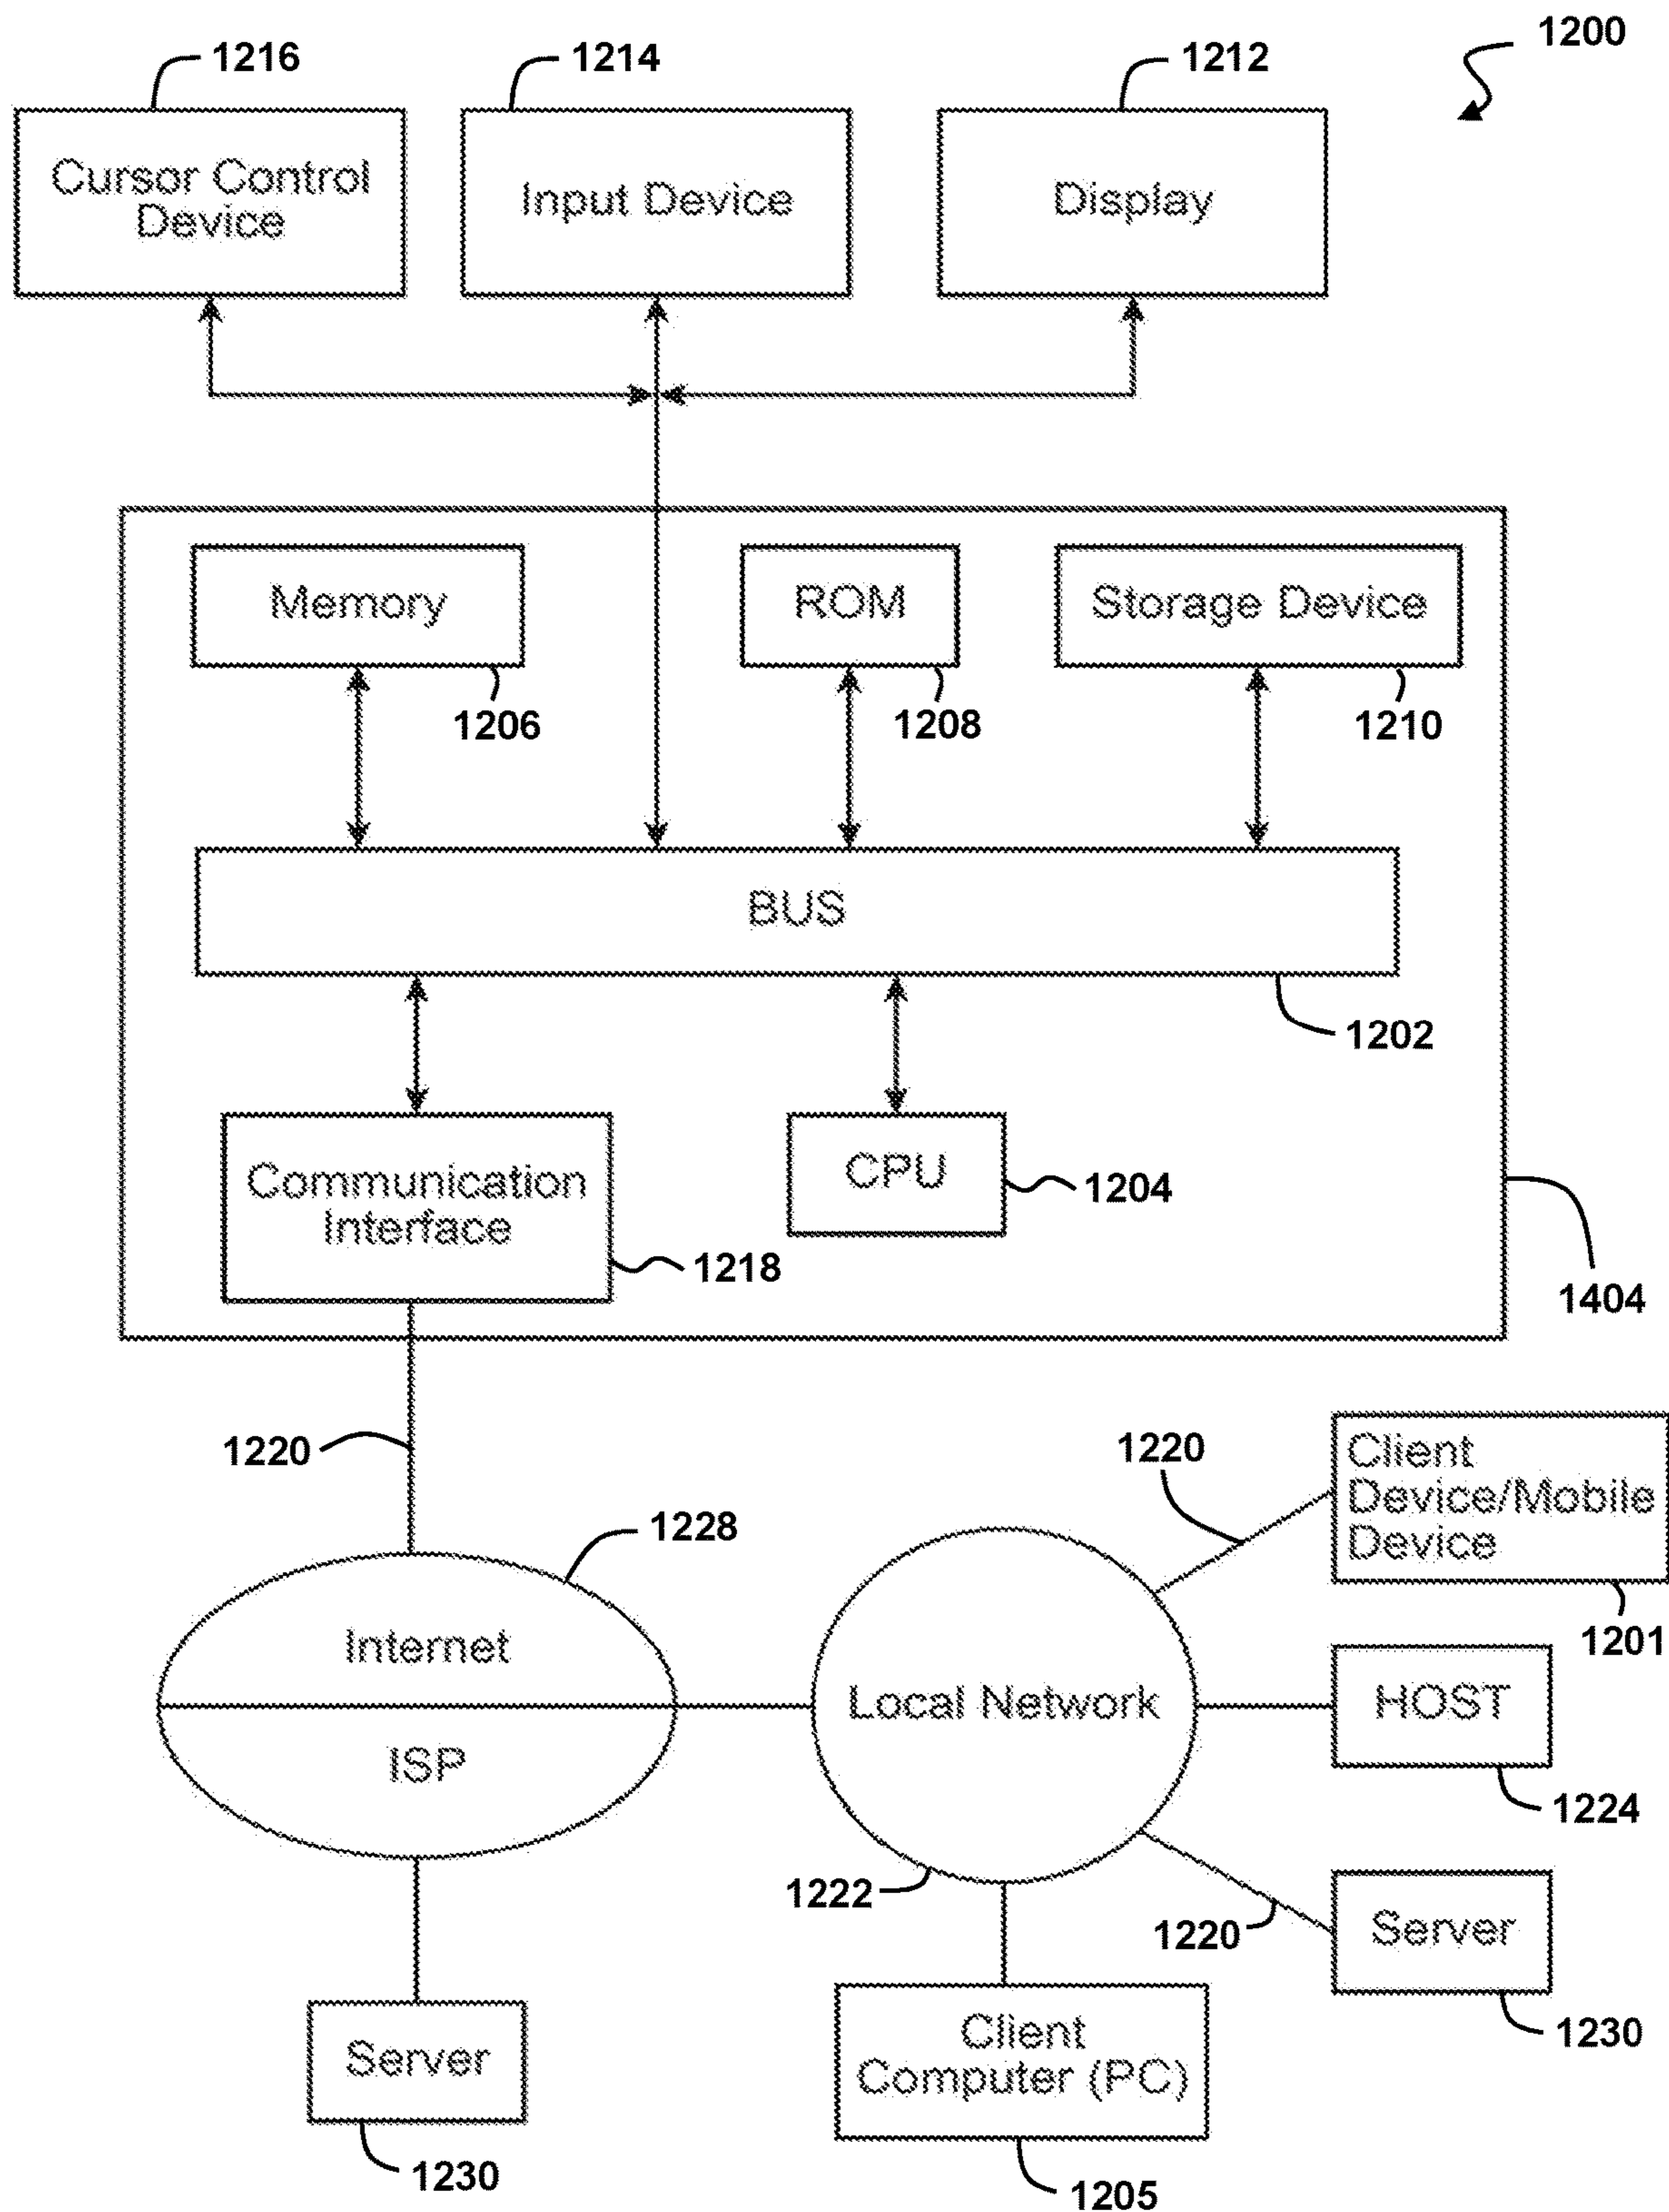 1200
1216
1214
1212
Cursor Control
Device
Input Device
Display
Memory
ROM
Storage Device
1206
1208
1210
BUS
1202
Communication
Interface
CPU
1204
1218
1404
1220
1220
Client
Device/Mobile
Device
1228
1201
Internet
ISP
Local Network
HOST
1224
1222
1220
Server
1230
Server
1230
Client
Computer (PC)
1205